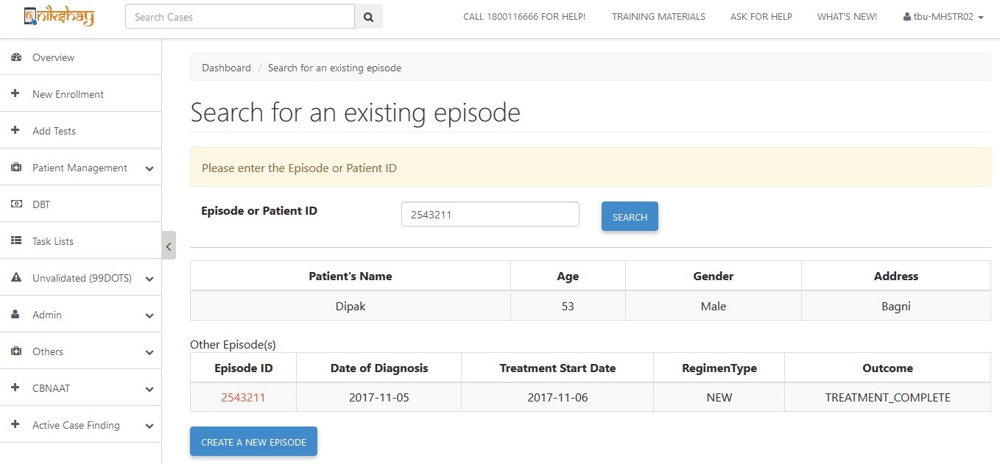 nikshay
Search Cases
CALL 1800116666 FOR HELP!
TRAINING MATERIALS
ASK FOR HELP
WHAT'S NEW!
tbu-MHSTR02
Overview
New Enrollment
Add Tests
Patient Management
DBT
Task Lists
Unvalidated (99DOTS)
Admin
Others
CBNAAT
Active Case Finding
Dashboard / Search for an existing episode
Search for an existing episode
Please enter the Episode or Patient ID
Episode or Patient ID 2543211 SEARCH
Patient's Name Age Gender Address
Dipak 53 Male Bagni
Other Episode(s)
Episode ID Date of Diagnosis Treatment Start Date RegimenType Outcome
2543211 2017-11-05 2017-11-06 NEW TREATMENT_COMPLETE
CREATE A NEW EPISODE